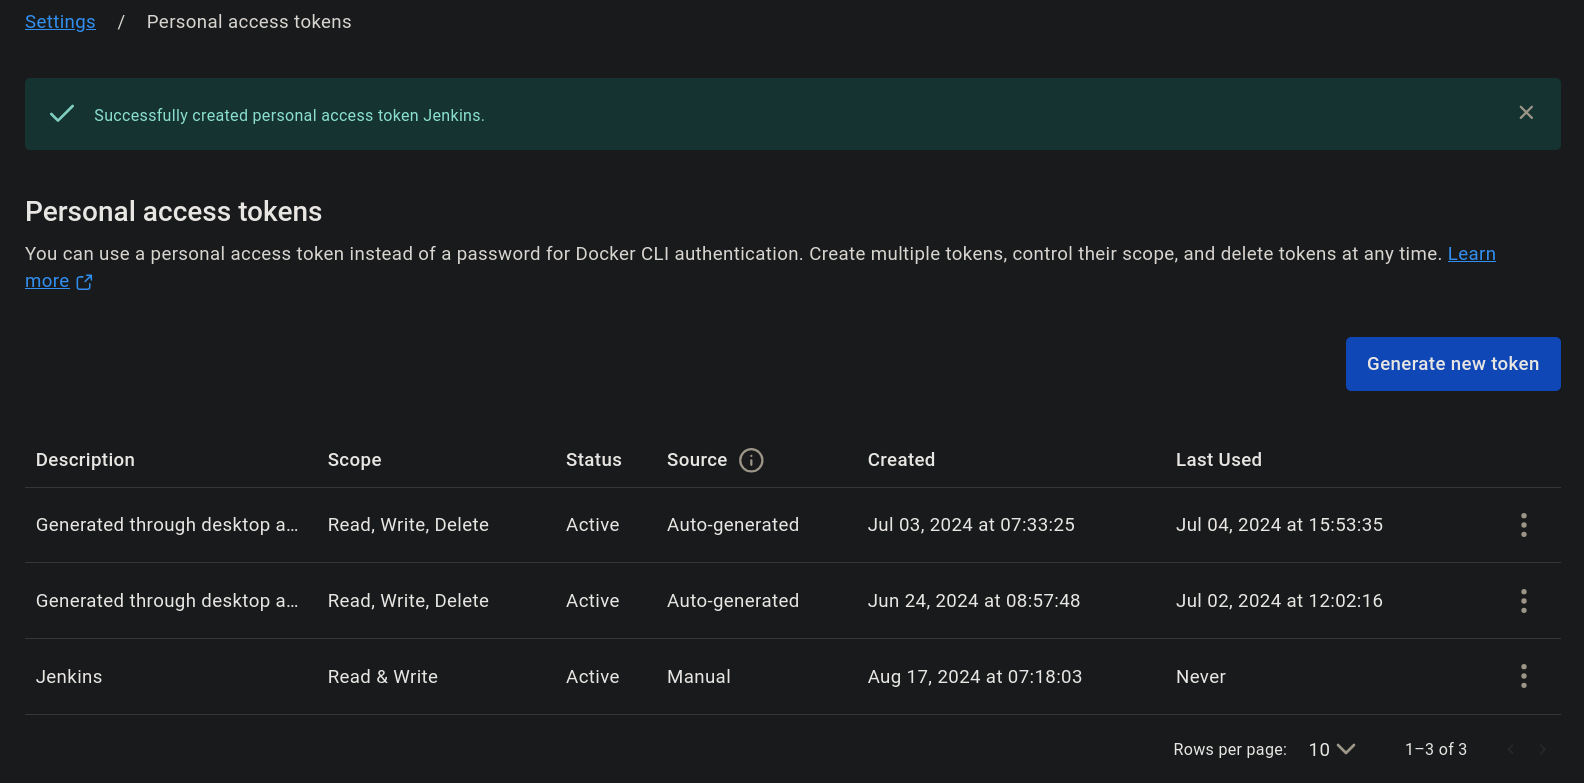 Settings / Personal access tokens
Successfully created personal access token Jenkins.
Personal access tokens
You can use a personal access token instead of a password for Docker CLI authentication. Create multiple tokens, control their scope, and delete tokens at any time. Learn
more
Generate new token
Description Scope Status Source Created Last Used
Generated through desktop a... Read, Write, Delete Active Auto-generated Jul 03, 2024 at 07:33:25 Jul 04, 2024 at 15:53:35
Generated through desktop a... Read, Write, Delete Active Auto-generated Jun 24, 2024 at 08:57:48 Jul 02, 2024 at 12:02:16
Jenkins Read & Write Active Manual Aug 17, 2024 at 07:18:03 Never
Rows per page: 10 1–3 of 3